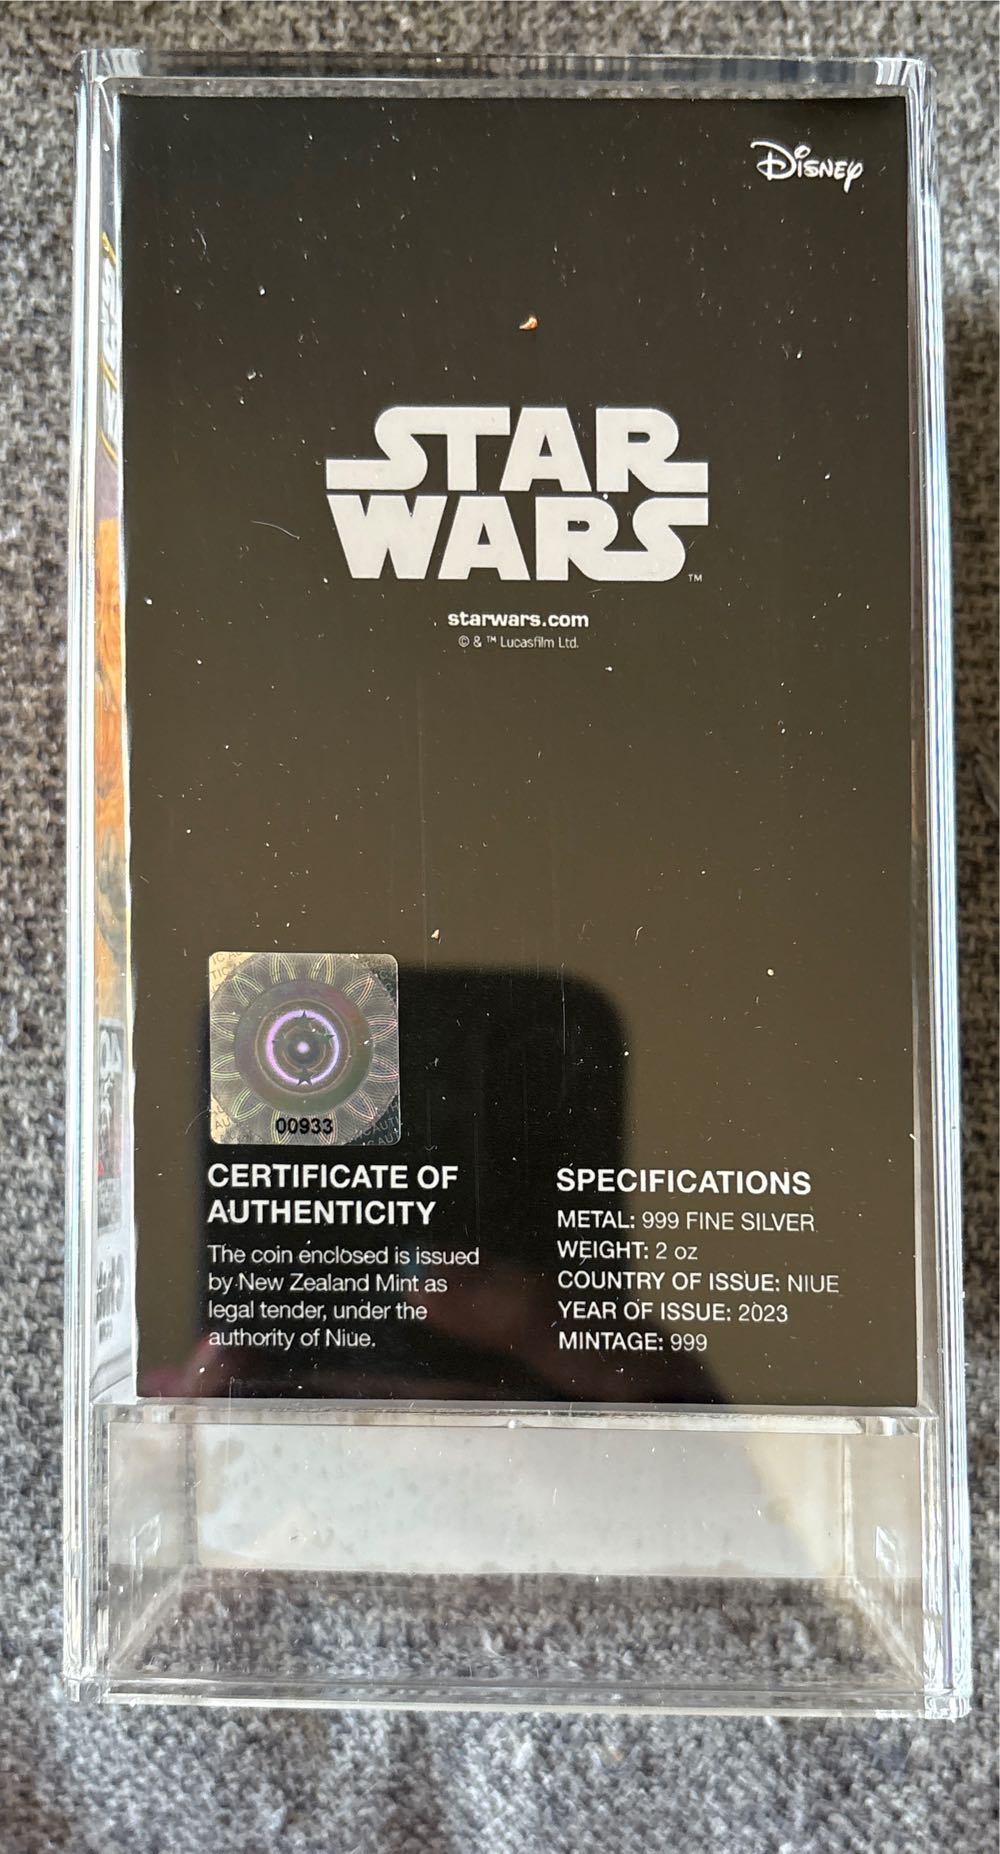 Disney
STAR
WARS™
starwars.com
© & ™ Lucasfilm Ltd.
00933
CERTIFICATE OF
AUTHENTICITY
The coin enclosed is issued
by New Zealand Mint as
legal tender, under the
authority of Niue.
SPECIFICATIONS
METAL: 999 FINE SILVER
WEIGHT: 2 oz
COUNTRY OF ISSUE: NIUE
YEAR OF ISSUE: 2023
MINTAGE: 999